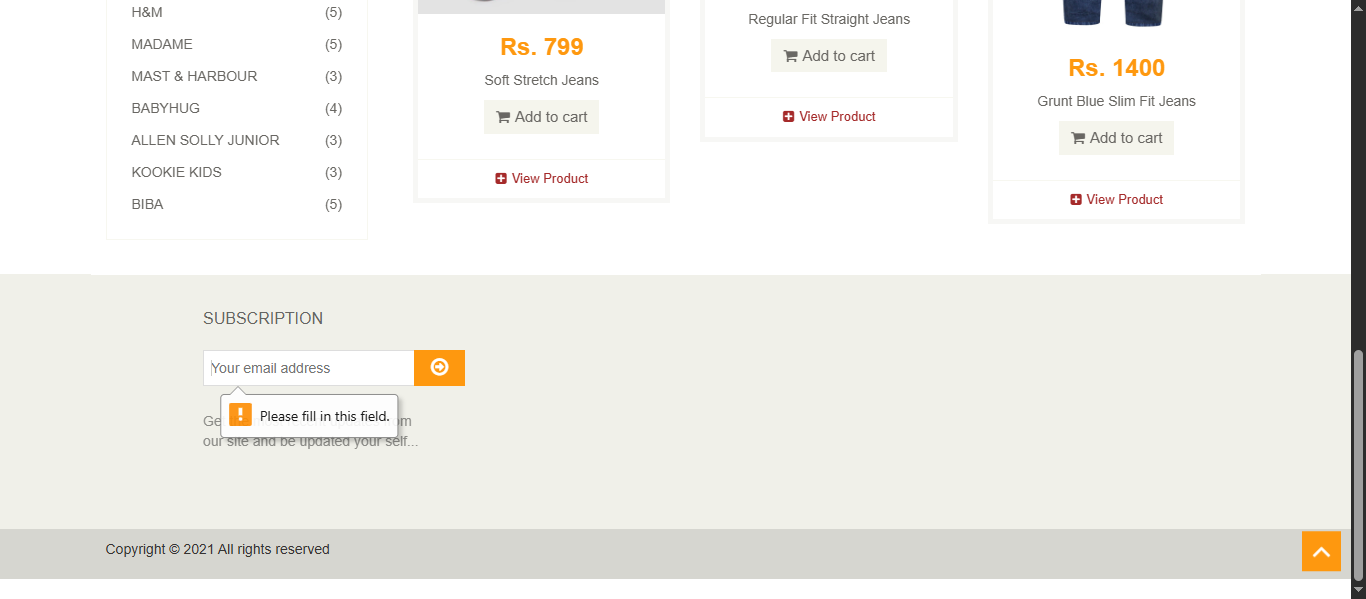 H&M (5)
MADAME (5)
MAST & HARBOUR (3)
BABYHUG (4)
ALLEN SOLLY JUNIOR (3)
KOOKIE KIDS (3)
BIBA (5)
Rs. 799
Soft Stretch Jeans
Add to cart
View Product
Regular Fit Straight Jeans
Add to cart
View Product
Rs. 1400
Grunt Blue Slim Fit Jeans
Add to cart
View Product
SUBSCRIPTION
Your email address
Please fill in this field.
our site and be updated your self...
Copyright © 2021 All rights reserved